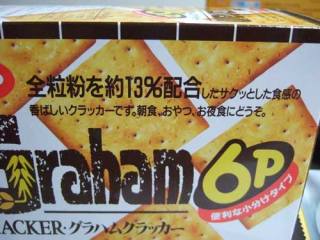 全粒粉を約13%配合したサクッとした食感の
香ばしいクラッカーです。朝食、おやつ、お夜食にどうぞ。
Graham
6P
便利な小分けタイプ
RACKER・グラハムクラッカー